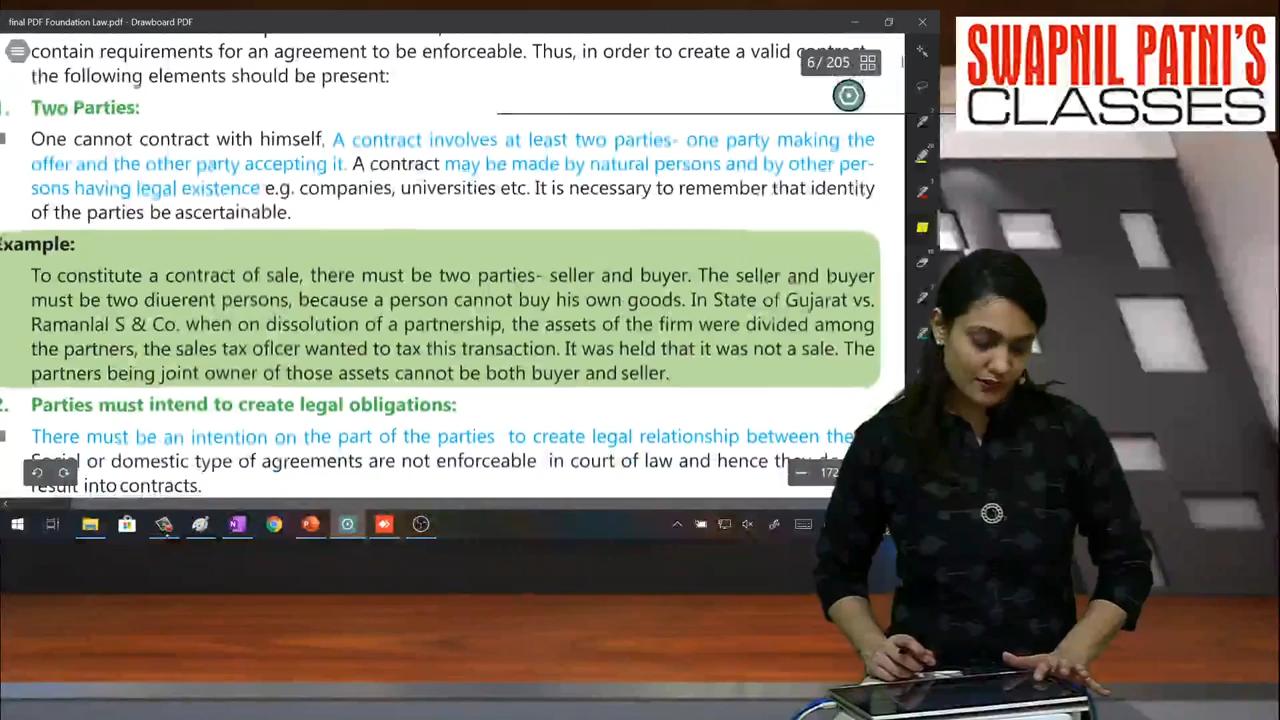 final PDF Foundation Law.pdf - Drawboard PDF
SWAPNIL PATNI'S
CLASSES
contain requirements for an agreement to be enforceable. Thus, in order to create a valid contract
6 / 205
the following elements should be present:
Two Parties:
One cannot contract with himself, A contract involves at least two parties- one party making the
offer and the other party accepting it. A contract may be made by natural persons and by other per-
sons having legal existence e.g. companies, universities etc. It is necessary to remember that identity
of the parties be ascertainable.
Example:
To constitute a contract of sale, there must be two parties- seller and buyer. The seller and buyer
must be two diuerent persons, because a person cannot buy his own goods. In State of Gujarat vs.
Ramanlal S & Co. when on dissolution of a partnership, the assets of the firm were divided among
the partners, the sales tax oflcer wanted to tax this transaction. It was held that it was not a sale. The
partners being joint owner of those assets cannot be both buyer and seller.
2. Parties must intend to create legal obligations:
There must be an intention on the part of the parties to create legal relationship between the
Social or domestic type of agreements are not enforceable in court of law and hence they
172
result into contracts.